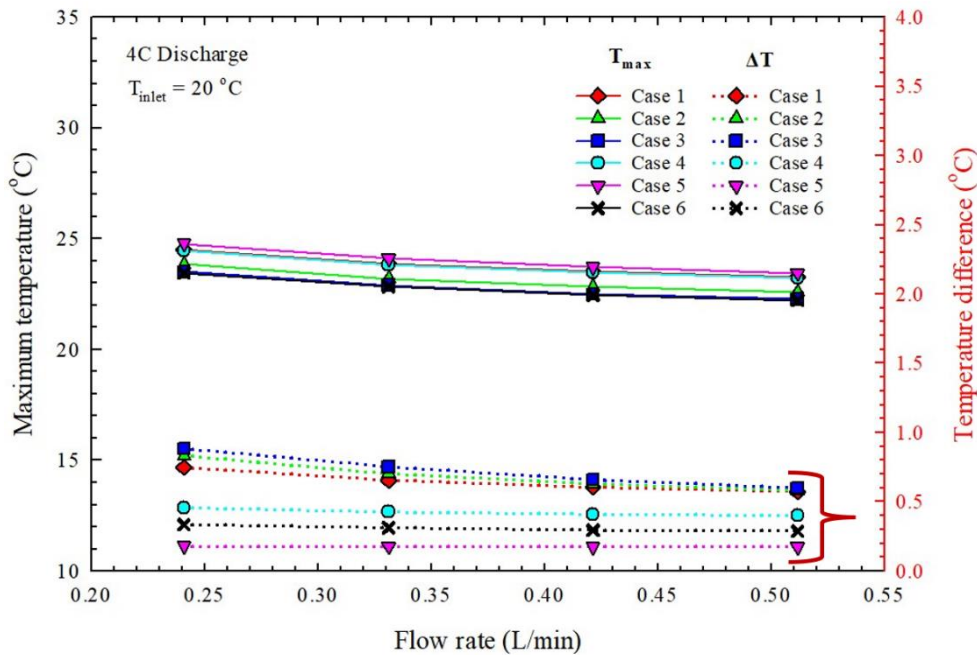 4C Discharge
T_inlet = 20 °C
T_max ΔT
Case 1 Case 1
Case 2 Case 2
Case 3 Case 3
Case 4 Case 4
Case 5 Case 5
Case 6 Case 6
Maximum temperature (°C)
35
30
25
20
15
10
Temperature difference (°C)
4.0
3.5
3.0
2.5
2.0
1.5
1.0
0.5
0.0
0.20 0.25 0.30 0.35 0.40 0.45 0.50 0.55
Flow rate (L/min)